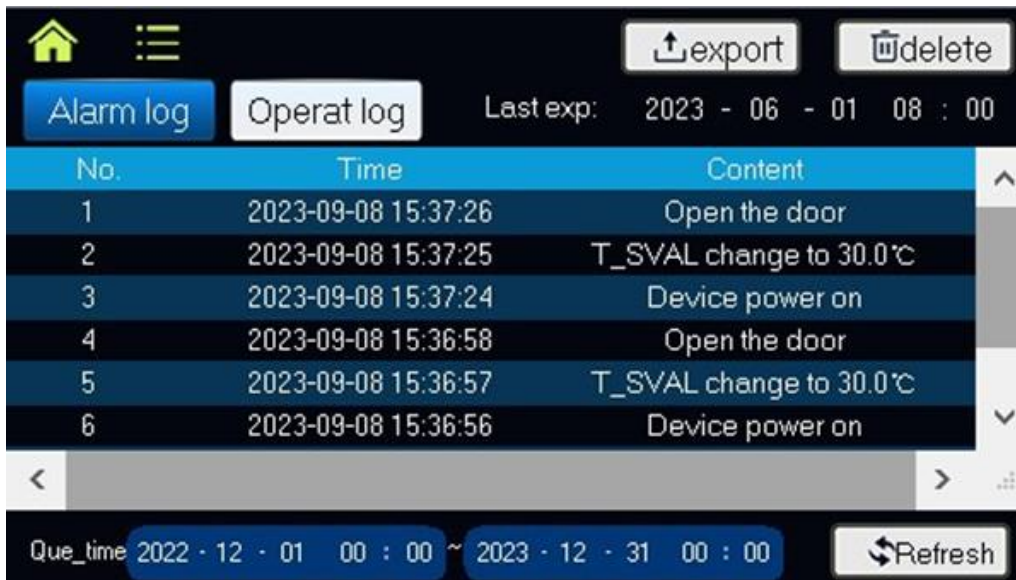 export delete
Alarm log Operat log Last exp: 2023 - 06 - 01 08 : 00
No. Time Content
1 2023-09-08 15:37:26 Open the door
2 2023-09-08 15:37:25 T_SVAL change to 30.0℃
3 2023-09-08 15:37:24 Device power on
4 2023-09-08 15:36:58 Open the door
5 2023-09-08 15:36:57 T_SVAL change to 30.0℃
6 2023-09-08 15:36:56 Device power on
Que_time 2022 - 12 - 01 00 : 00 ~ 2023 - 12 - 31 00 : 00 Refresh